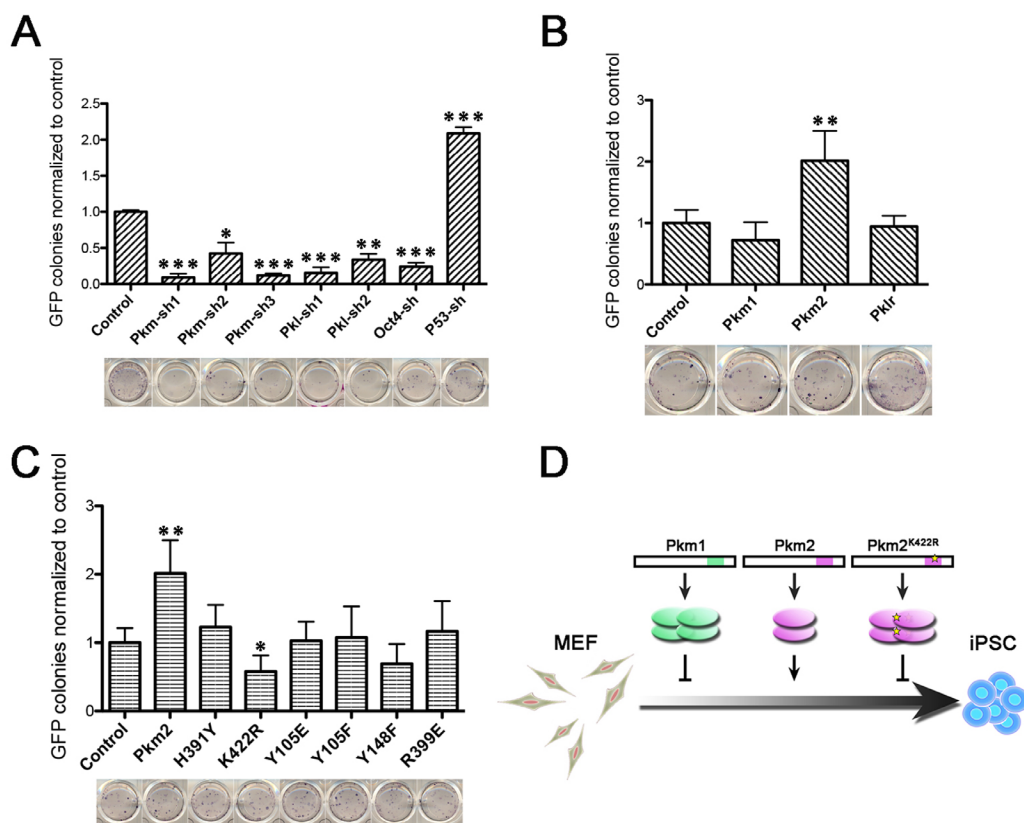 A
GFP colonies normalized to control
2.5
2.0
1.5
1.0
0.5
0.0
***
*
***
***
**
***
***
Control
Pkm-sh1
Pkm-sh2
Pkm-sh3
Pkl-sh1
Pkl-sh2
Oct4-sh
P53-sh
B
GFP colonies normalized to control
3
2
1
0
**
Control
Pkm1
Pkm2
Pklr
C
GFP colonies normalized to control
3
2
1
0
**
*
Control
Pkm2
H391Y
K422R
Y105E
Y105F
Y148F
R399E
D
Pkm1
Pkm2
Pkm2K422R
MEF
iPSC